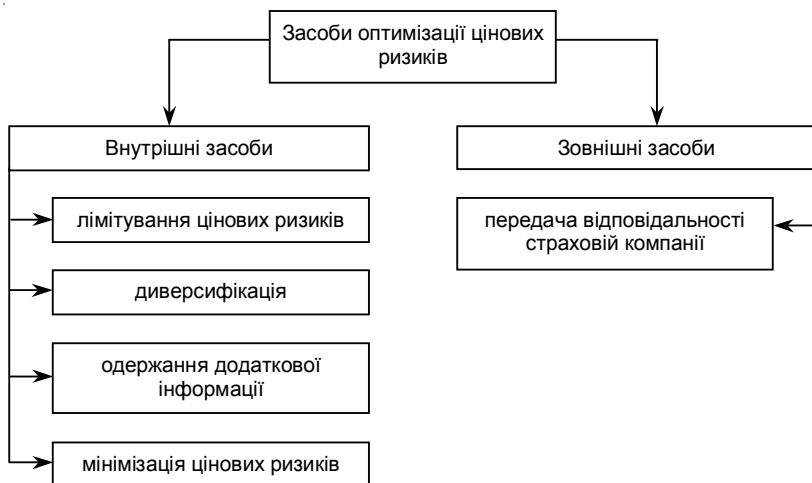 Засоби оптимізації цінових
ризиків
Внутрішні засоби
Зовнішні засоби
лімітування цінових ризиків
передача відповідальності
страховій компанії
диверсифікація
одержання додаткової
інформації
мінімізація цінових ризиків